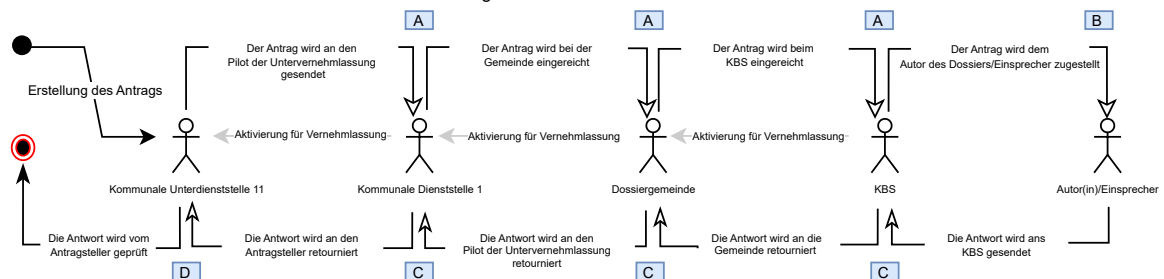 A
A
A
B
Der Antrag wird an den
Pilot der Untervernehmlassung
gesendet
Der Antrag wird bei der
Gemeinde eingereicht
Der Antrag wird beim
KBS eingereicht
Der Antrag wird dem
Autor des Dossiers/Einsprecher zugestellt
Erstellung des Antrags
Aktivierung für Vernehmlassung
Aktivierung für Vernehmlassung
Aktivierung für Vernehmlassung
Kommunale Unterdienststelle 11
Kommunale Dienststelle 1
Dossiergemeinde
KBS
Autor(in)/Einsprecher
Die Antwort wird vom
Antragsteller geprüft
Die Antwort wird an den
Antragsteller retourniert
Die Antwort wird an den
Pilot der Untervernehmlassung
retourniert
Die Antwort wird an die
Gemeinde retourniert
Die Antwort wird ans
KBS gesendet
D
C
C
C